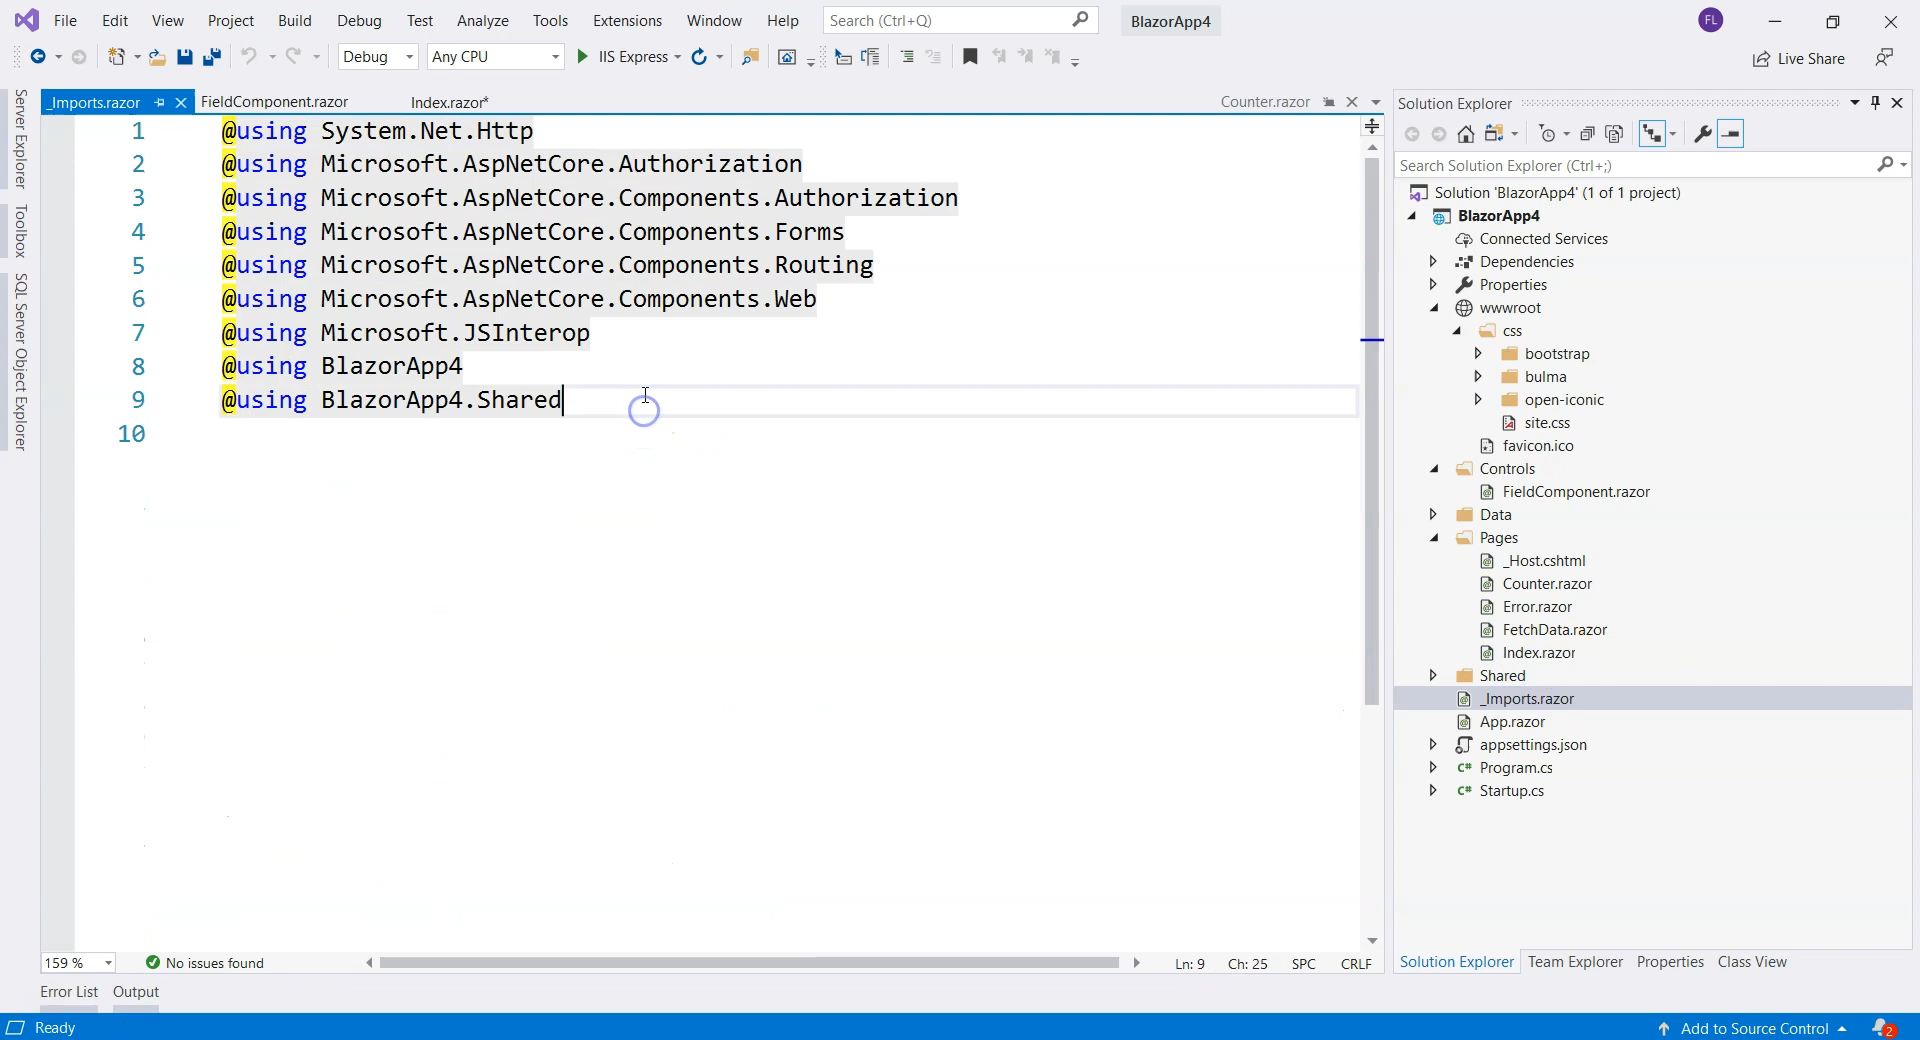 File Edit View Project Build Debug Test Analyze Tools Extensions Window Help Search (Ctrl+Q) BlazorApp4 FL
Debug Any CPU IIS Express Live Share
_Imports.razor FieldComponent.razor Index.razor* Counter.razor
Server Explorer
Toolbox
SQL Server Object Explorer
1 @using System.Net.Http
2 @using Microsoft.AspNetCore.Authorization
3 @using Microsoft.AspNetCore.Components.Authorization
4 @using Microsoft.AspNetCore.Components.Forms
5 @using Microsoft.AspNetCore.Components.Routing
6 @using Microsoft.AspNetCore.Components.Web
7 @using Microsoft.JSInterop
8 @using BlazorApp4
9 @using BlazorApp4.Shared
10
159 % No issues found Ln: 9 Ch: 25 SPC CRLF
Solution Explorer
Search Solution Explorer (Ctrl+;)
Solution 'BlazorApp4' (1 of 1 project)
BlazorApp4
Connected Services
Dependencies
Properties
wwwroot
css
bootstrap
bulma
open-iconic
site.css
favicon.ico
Controls
FieldComponent.razor
Data
Pages
_Host.cshtml
Counter.razor
Error.razor
FetchData.razor
Index.razor
Shared
_Imports.razor
App.razor
appsettings.json
C# Program.cs
C# Startup.cs
Solution Explorer Team Explorer Properties Class View
Error List Output
Ready Add to Source Control 2